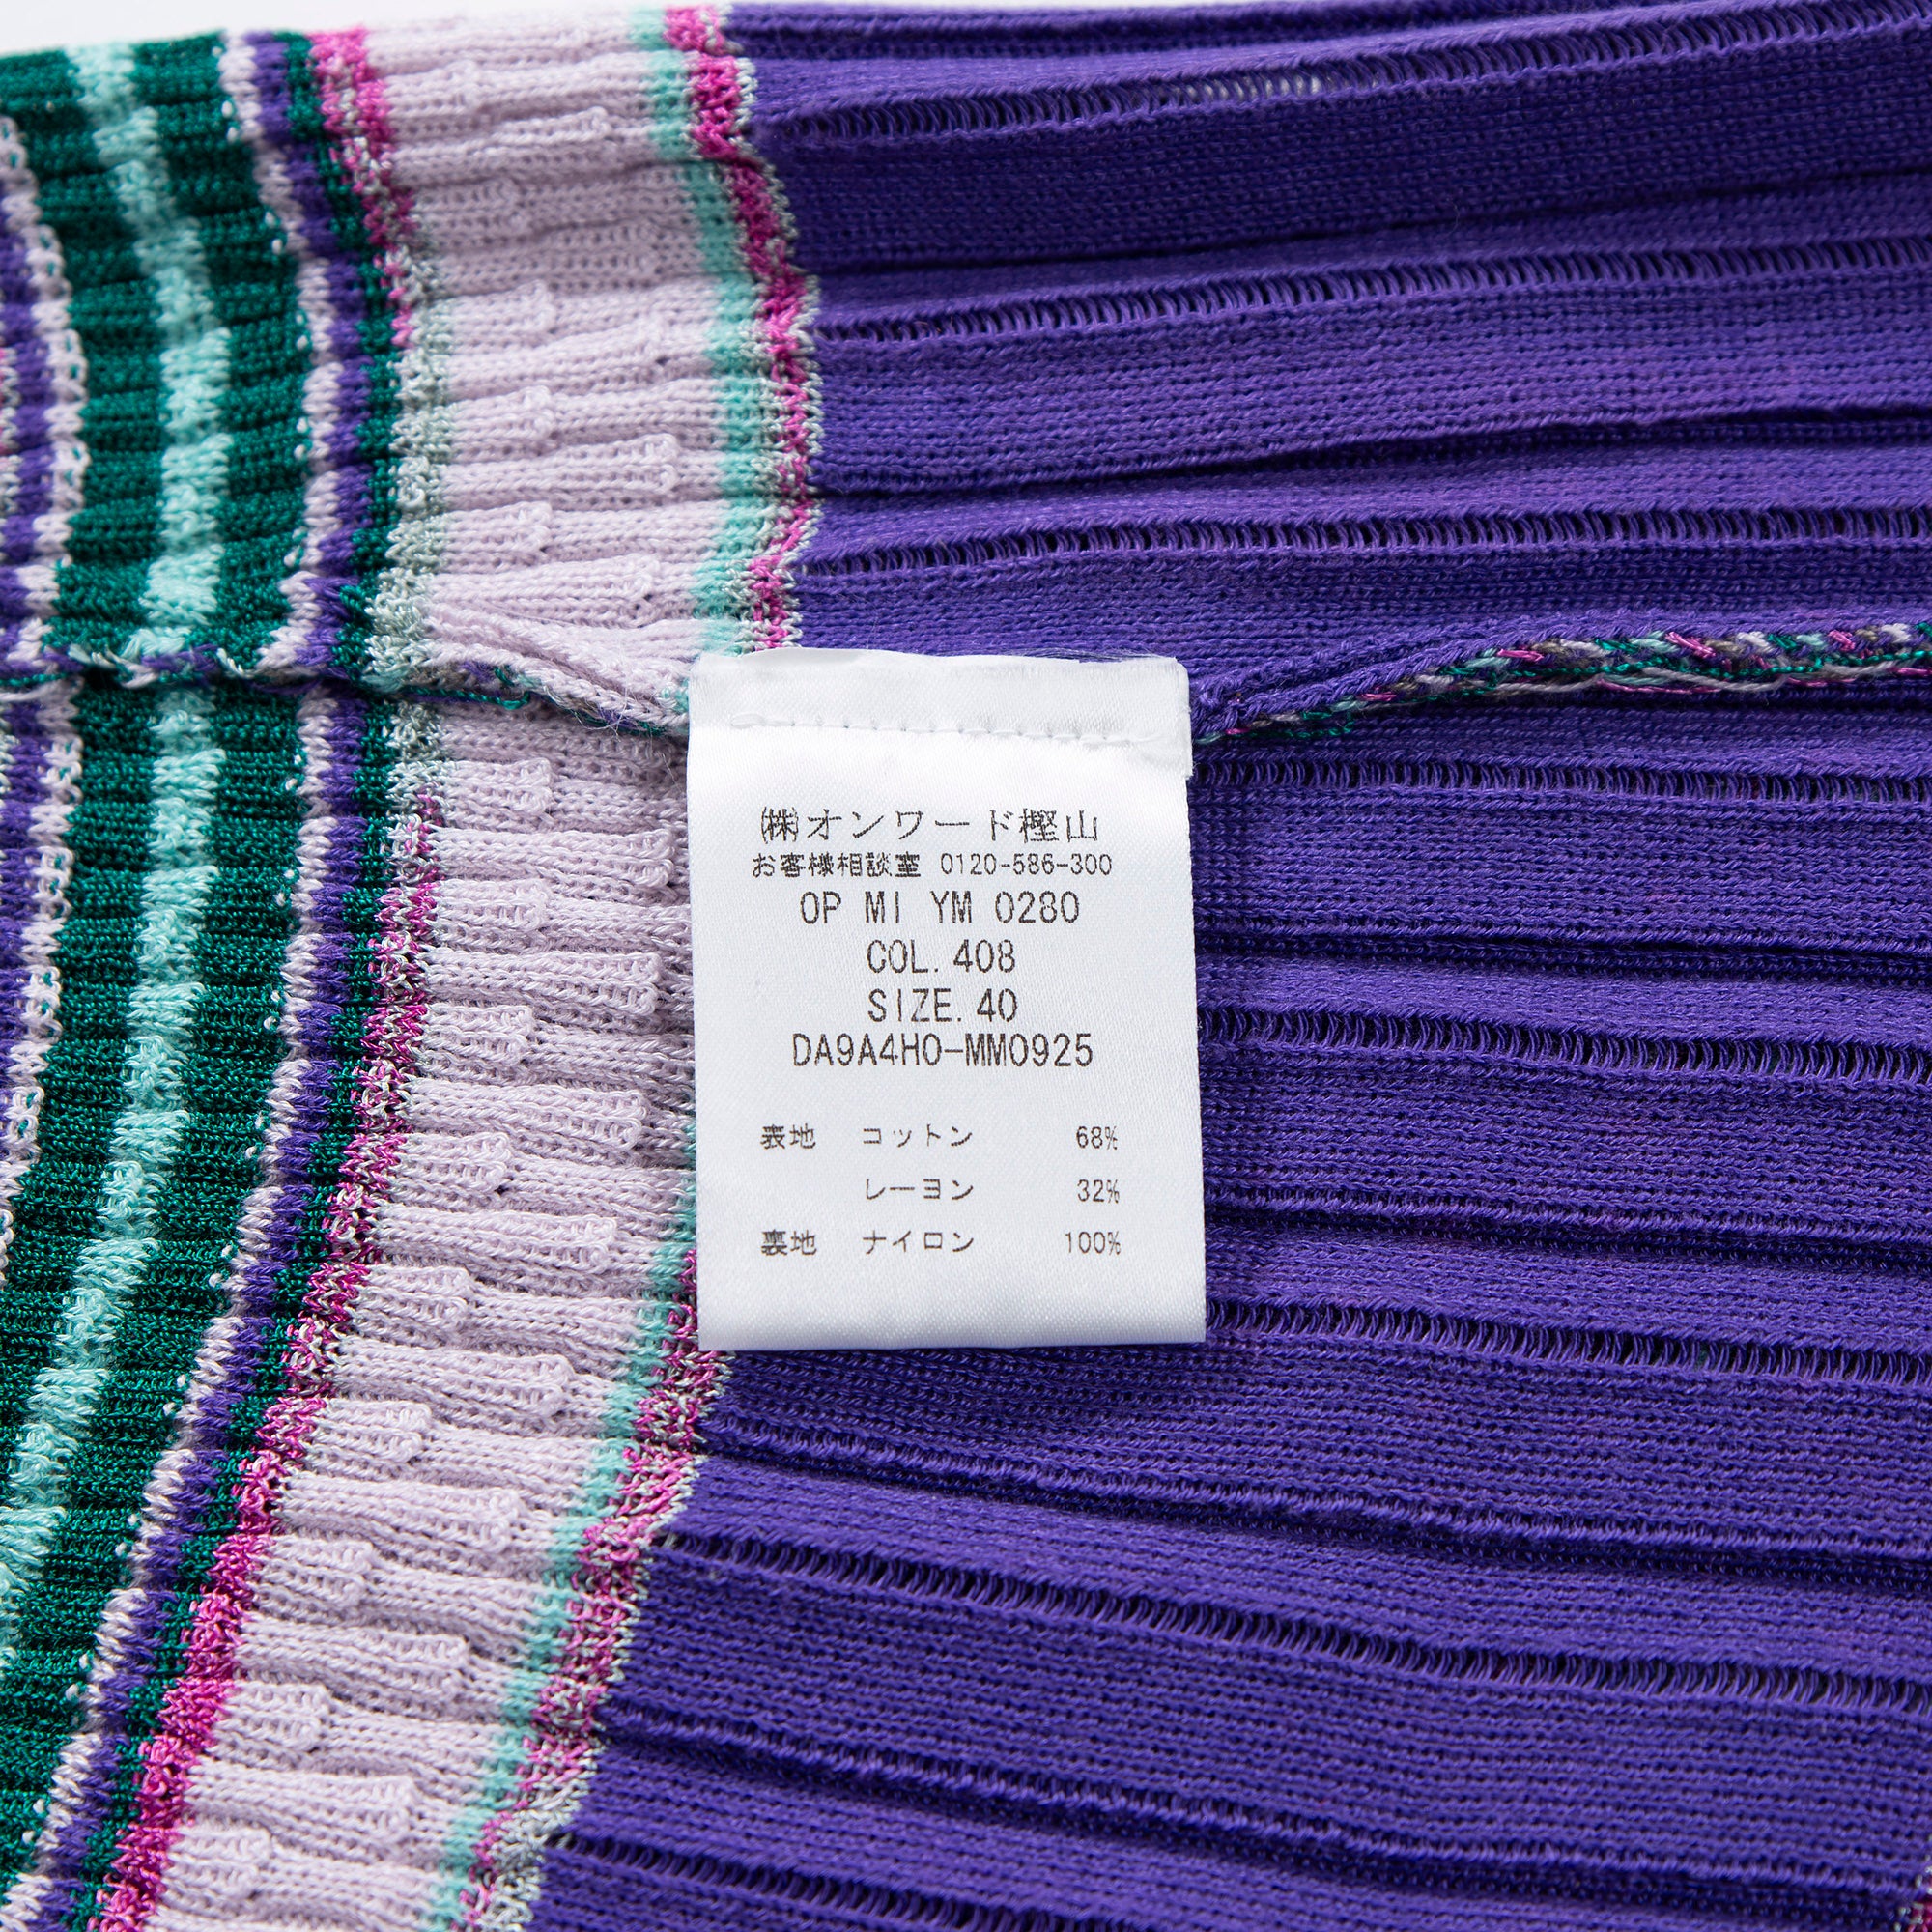 ㈱オンワード樫山
お客様相談室 0120-586-300
OP MI YM 0280
COL. 408
SIZE. 40
DA9A4H0-MM0925
表地 コットン 68%
レーヨン 32%
裏地 ナイロン 100%